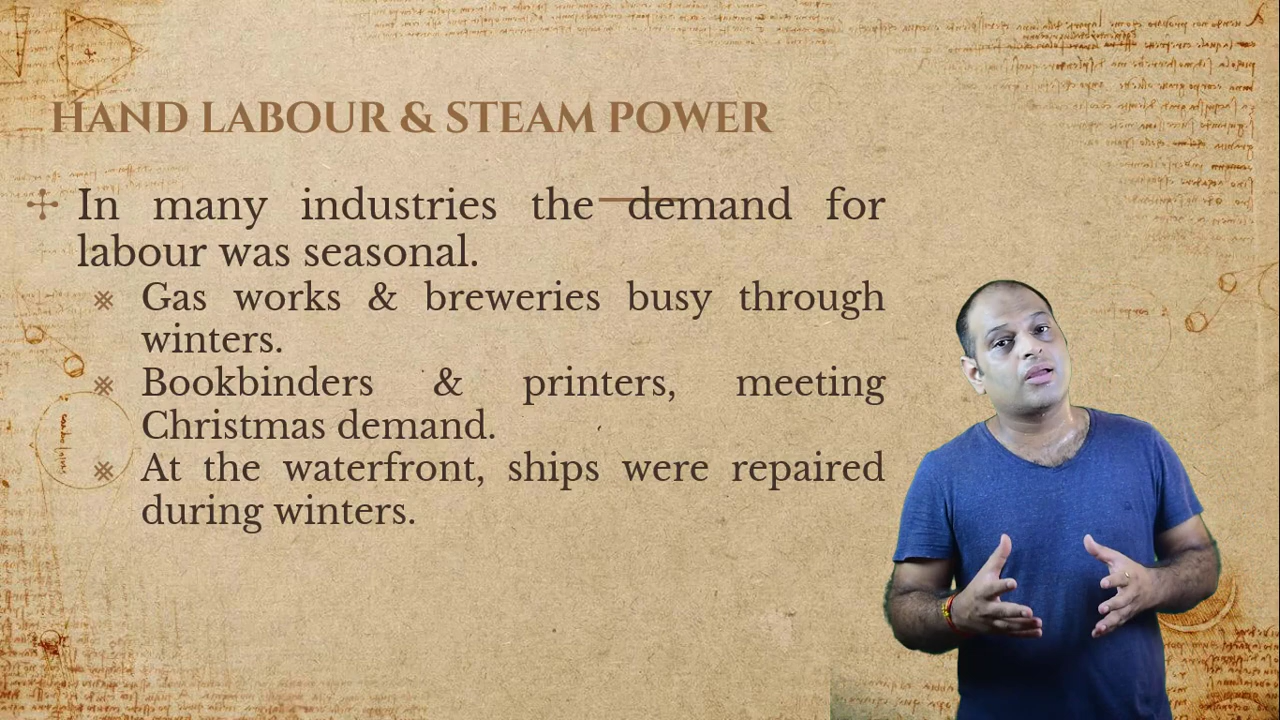 HAND LABOUR & STEAM POWER
In many industries the demand for
labour was seasonal.
Gas works & breweries busy through
winters.
Bookbinders & printers, meeting
Christmas demand.
At the waterfront, ships were repaired
during winters.